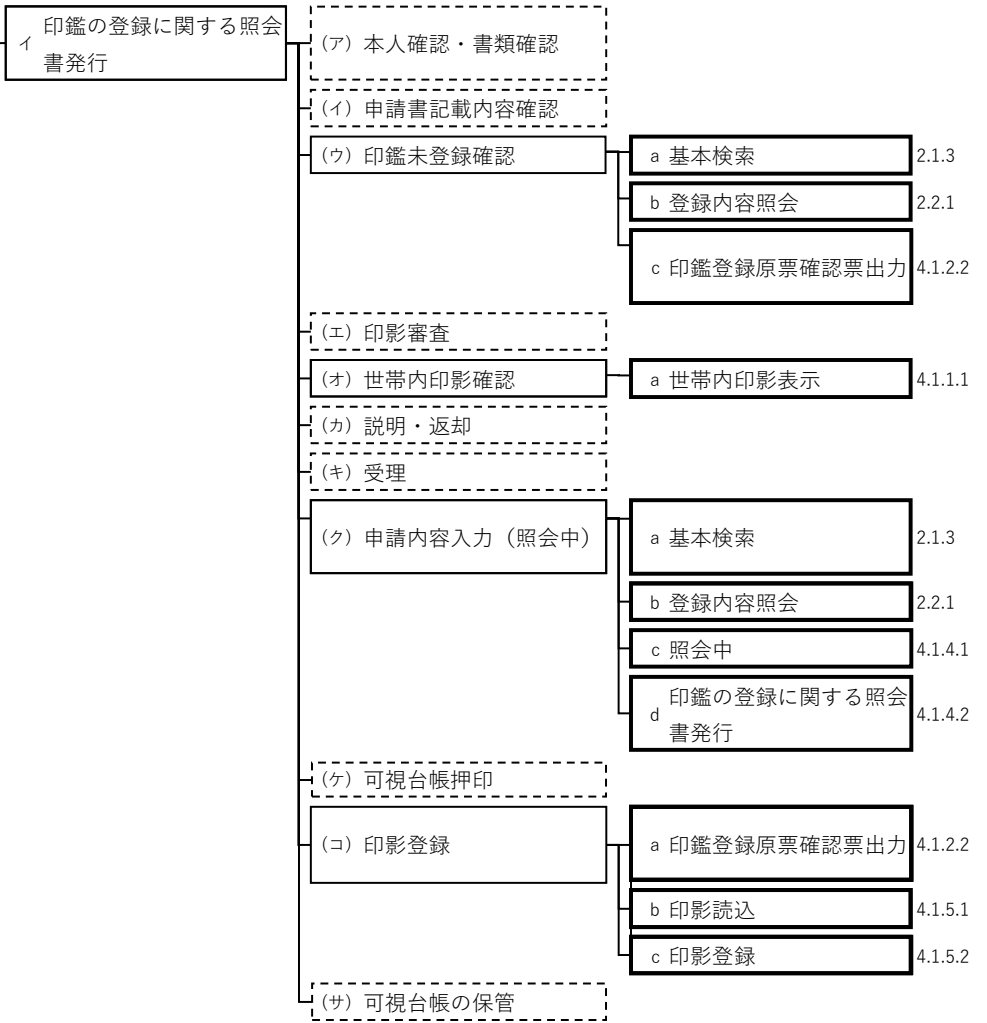 イ 印鑑の登録に関する照会
書発行
(ア) 本人確認・書類確認
(イ) 申請書記載内容確認
(ウ) 印鑑未登録確認
a 基本検索 2.1.3
b 登録内容照会 2.2.1
c 印鑑登録原票確認票出力 4.1.2.2
(エ) 印影審査
(オ) 世帯内印影確認
a 世帯内印影表示 4.1.1.1
(カ) 説明・返却
(キ) 受理
(ク) 申請内容入力（照会中）
a 基本検索 2.1.3
b 登録内容照会 2.2.1
c 照会中 4.1.4.1
d 印鑑の登録に関する照会
書発行 4.1.4.2
(ケ) 可視台帳押印
(コ) 印影登録
a 印鑑登録原票確認票出力 4.1.2.2
b 印影読込 4.1.5.1
c 印影登録 4.1.5.2
(サ) 可視台帳の保管